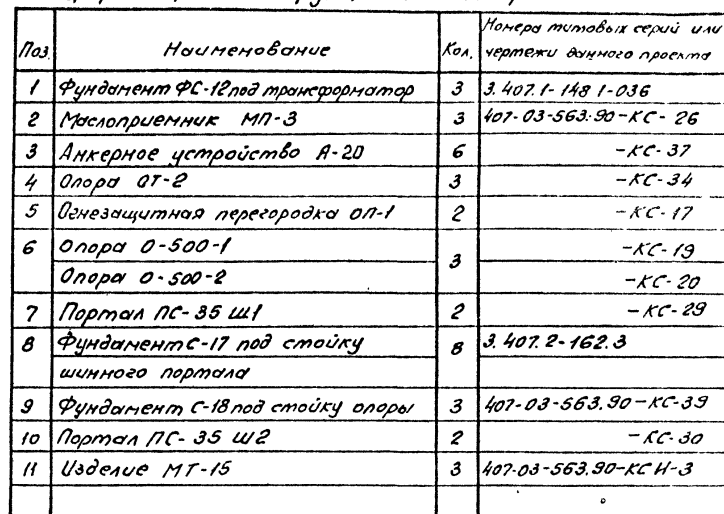 Номера типовых серий или
Поз. Наименование Кол. чертежи данного проекта
1 Фундамент ФС-12 под трансформатор 3 3.407.1-148 1-036
2 Маслоприемник МП-3 3 407-03-563.90-КС-26
3 Анкерное устройство А-20 6 -КС-37
4 Опора ОТ-2 3 -КС-34
5 Огнезащитная перегородка ОП-1 2 -КС-17
6 Опора О-500-1 3 -КС-19
Опора О-500-2 -КС-20
7 Портал ПС-35 Ш1 2 -КС-29
8 Фундамент С-17 под стойку 8 3.407.2-162.3
шинного портала
9 Фундамент С-18 под стойку опоры 3 407-03-563.90-КС-39
10 Портал ПС-35 Ш2 2 -КС-30
11 Изделие МТ-15 3 407-03-563.90-КСИ-3